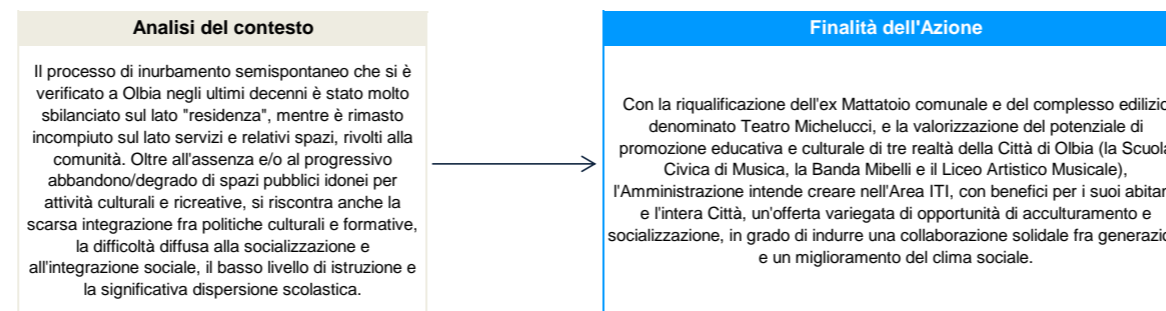 Analisi del contesto
Il processo di inurbamento semispontaneo che si è
verificato a Olbia negli ultimi decenni è stato molto
sbilanciato sul lato "residenza", mentre è rimasto
incompiuto sul lato servizi e relativi spazi, rivolti alla
comunità. Oltre all'assenza e/o al progressivo
abbandono/degrado di spazi pubblici idonei per
attività culturali e ricreative, si riscontra anche la
scarsa integrazione fra politiche culturali e formative,
la difficoltà diffusa alla socializzazione e
all'integrazione sociale, il basso livello di istruzione e
la significativa dispersione scolastica.
Finalità dell'Azione
Con la riqualificazione dell'ex Mattatoio comunale e del complesso edilizio
denominato Teatro Michelucci, e la valorizzazione del potenziale di
promozione educativa e culturale di tre realtà della Città di Olbia (la Scuola
Civica di Musica, la Banda Mibelli e il Liceo Artistico Musicale),
l'Amministrazione intende creare nell'Area ITI, con benefici per i suoi
e l'intera Città, un'offerta variegata di opportunità di acculturamento e
socializzazione, in grado di indurre una collaborazione solidale fra
e un miglioramento del clima sociale.